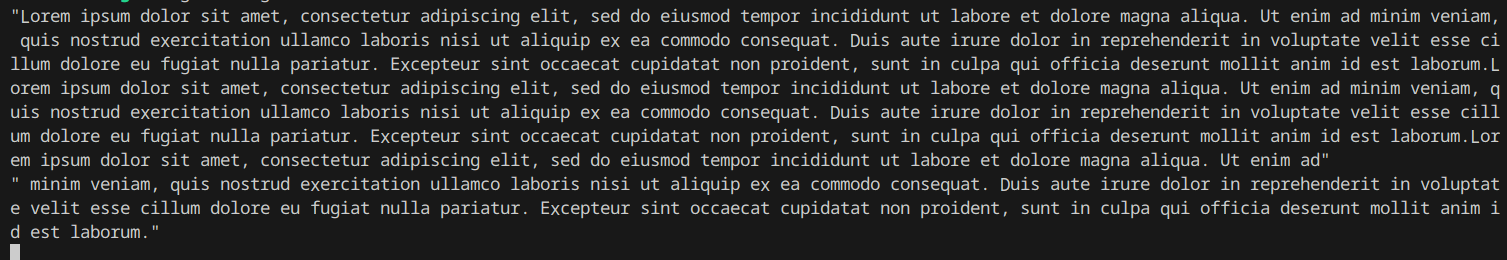 "Lorem ipsum dolor sit amet, consectetur adipiscing elit, sed do eiusmod tempor incididunt ut labore et dolore magna aliqua. Ut enim ad minim veniam,
 quis nostrud exercitation ullamco laboris nisi ut aliquip ex ea commodo consequat. Duis aute irure dolor in reprehenderit in voluptate velit esse ci
llum dolore eu fugiat nulla pariatur. Excepteur sint occaecat cupidatat non proident, sunt in culpa qui officia deserunt mollit anim id est laborum.L
orem ipsum dolor sit amet, consectetur adipiscing elit, sed do eiusmod tempor incididunt ut labore et dolore magna aliqua. Ut enim ad minim veniam, q
uis nostrud exercitation ullamco laboris nisi ut aliquip ex ea commodo consequat. Duis aute irure dolor in reprehenderit in voluptate velit esse cill
um dolore eu fugiat nulla pariatur. Excepteur sint occaecat cupidatat non proident, sunt in culpa qui officia deserunt mollit anim id est laborum.Lor
em ipsum dolor sit amet, consectetur adipiscing elit, sed do eiusmod tempor incididunt ut labore et dolore magna aliqua. Ut enim ad"
" minim veniam, quis nostrud exercitation ullamco laboris nisi ut aliquip ex ea commodo consequat. Duis aute irure dolor in reprehenderit in voluptat
e velit esse cillum dolore eu fugiat nulla pariatur. Excepteur sint occaecat cupidatat non proident, sunt in culpa qui officia deserunt mollit anim i
d est laborum."